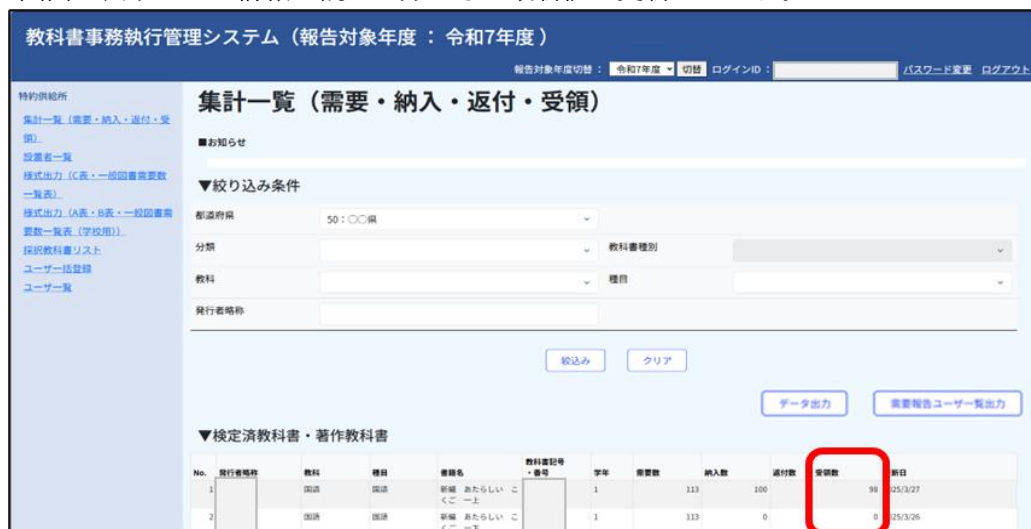 教科書事務執行管理システム（報告対象年度 ： 令和7年度 ）
報告対象年度切替 ： 令和7年度 切替 ログインID ： パスワード変更 ログアウト
特約供給所
集計一覧（需要・納入・返付・受
領）
設置者一覧
様式出力（C表・一般図書需要数
一覧表）
様式出力（A表・B表・一般図書需
要数一覧表（学校用））
採択教科書リスト
ユーザ一括登録
ユーザ一覧
集計一覧（需要・納入・返付・受領）
■お知らせ
▼絞り込み条件
都道府県 50：○○県
分類 教科書種別
教科 種目
発行者略称
絞込み クリア
データ出力 需要報告ユーザ一覧出力
▼検定済教科書・著作教科書
No. 発行者略称 教科 種目 書籍名 教科書記号・番号 学年 需要数 納入数 返付数 受領数 新日
1 国語 国語 新編 あたらしい こくご 一上 1 113 100 98 025/3/27
2 国語 国語 新編 あたらしい こくご 一下 1 113 0 0 025/3/26